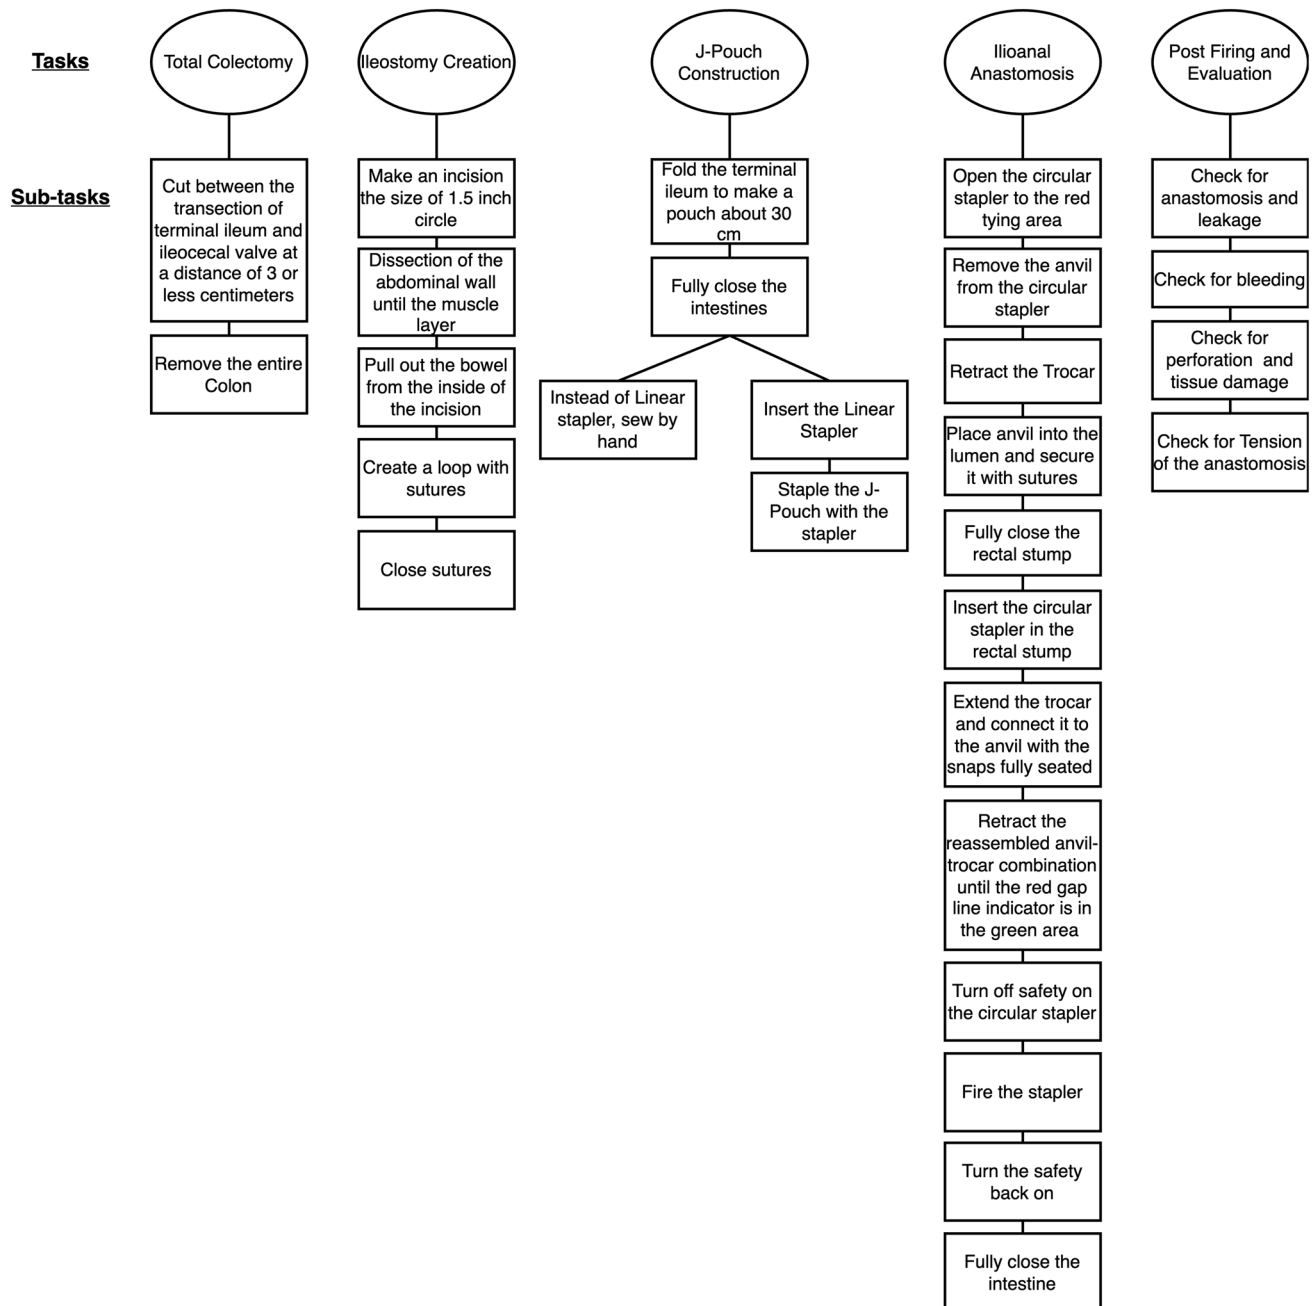 Tasks
Total Colectomy
Ileostomy Creation
J-Pouch
Construction
Ilioanal
Anastomosis
Post Firing and
Evaluation
Sub-tasks
Cut between the
transection of
terminal ileum and
ileocecal valve at
a distance of 3 or
less centimeters
Remove the entire
Colon
Make an incision
the size of 1.5 inch
circle
Dissection of the
abdominal wall
until the muscle
layer
Pull out the bowel
from the inside of
the incision
Create a loop with
sutures
Close sutures
Fold the terminal
ileum to make a
pouch about 30
cm
Fully close the
intestines
Instead of Linear
stapler, sew by
hand
Insert the Linear
Stapler
Staple the J-
Pouch with the
stapler
Open the circular
stapler to the red
tying area
Remove the anvil
from the circular
stapler
Retract the Trocar
Place anvil into the
lumen and secure
it with sutures
Fully close the
rectal stump
Insert the circular
stapler in the
rectal stump
Extend the trocar
and connect it to
the anvil with the
snaps fully seated
Retract the
reassembled anvil-
trocar combination
until the red gap
line indicator is in
the green area
Turn off safety on
the circular stapler
Fire the stapler
Turn the safety
back on
Fully close the
intestine
Check for
anastomosis and
leakage
Check for bleeding
Check for
perforation and
tissue damage
Check for Tension
of the anastomosis